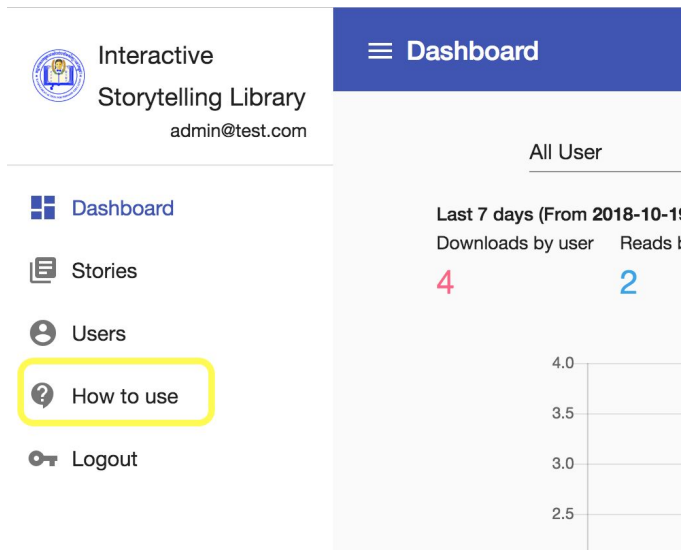 Interactive
Storytelling Library
admin@test.com
Dashboard
Stories
Users
How to use
Logout
Dashboard
All User
Last 7 days (From 2018-10-19
Downloads by user Reads b
4 2
4.0
3.5
3.0
2.5